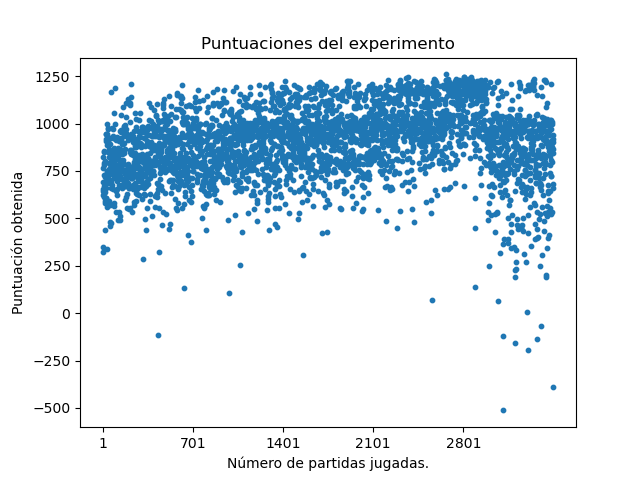 Puntuaciones del experimento
1250
1000
750
500
250
0
−250
−500
Puntuación obtenida
1 701 1401 2101 2801
Número de partidas jugadas.